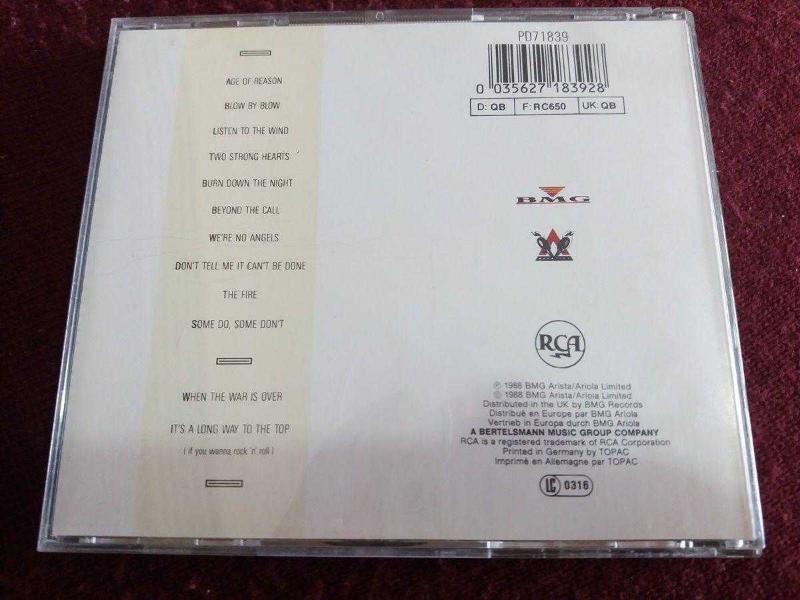 AGE OF REASON
BLOW BY BLOW
LISTEN TO THE WIND
TWO STRONG HEARTS
BURN DOWN THE NIGHT
BEYOND THE CALL
WE'RE NO ANGELS
DON'T TELL ME IT CAN'T BE DONE
THE FIRE
SOME DO, SOME DON'T
WHEN THE WAR IS OVER
IT'S A LONG WAY TO THE TOP
( if you wanna rock 'n' roll )
PD71839
0 035627 183928
D: QB F: RC650 UK: QB
BMG
RCA
℗ 1988 BMG Arista/Ariola Limited
© 1988 BMG Arista/Ariola Limited
Distributed in the UK by BMG Records
Distribué en Europe par BMG Ariola
Vertrieb in Europa durch BMG Ariola
A BERTELSMANN MUSIC GROUP COMPANY
RCA is a registered trademark of RCA Corporation
Printed in Germany by TOPAC
Imprimé en Allemagne par TOPAC
LC 0316